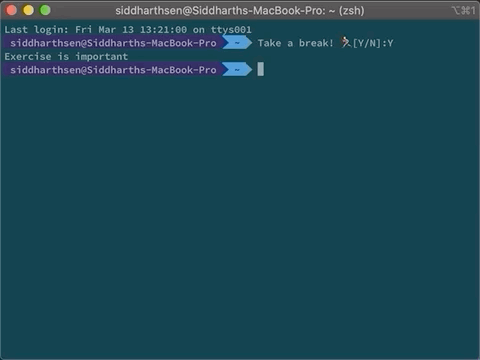 siddharthsen@Siddharths-MacBook-Pro: ~ (zsh)
⌥⌘1
Last login: Fri Mar 13 13:21:00 on ttys001
siddharthsen@Siddharths-MacBook-Pro ~ Take a break! 🏃[Y/N]:Y
Exercise is important
siddharthsen@Siddharths-MacBook-Pro ~